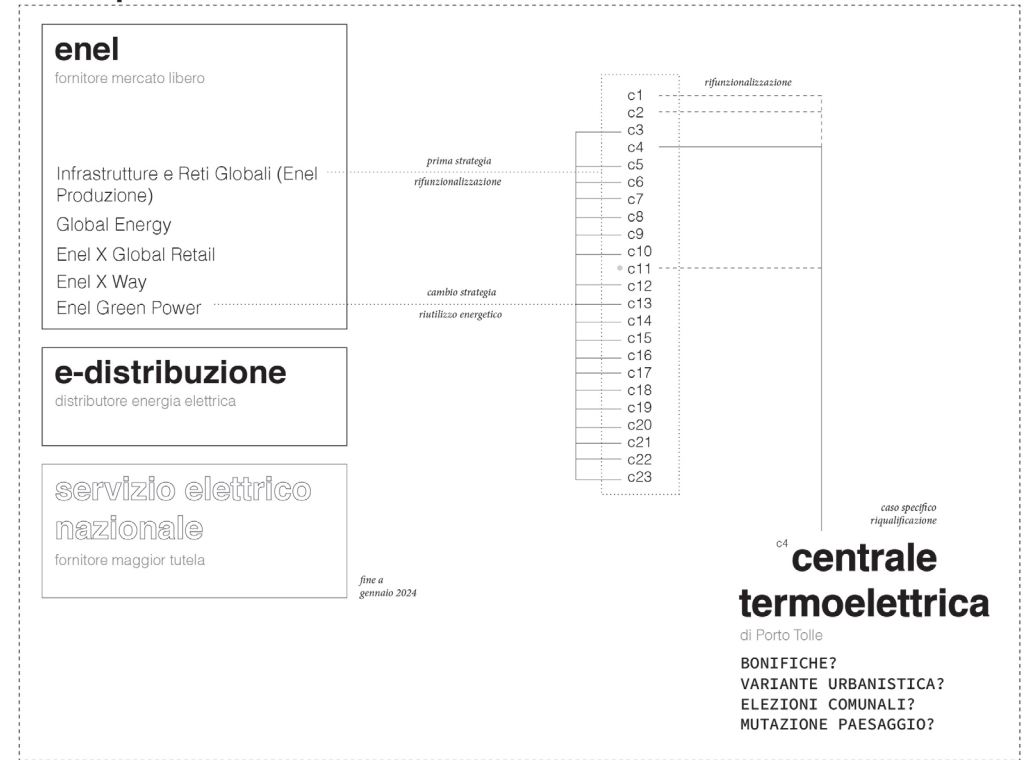 enel
fornitore mercato libero
Infrastrutture e Reti Globali (Enel
Produzione)
Global Energy
Enel X Global Retail
Enel X Way
Enel Green Power
e-distribuzione
distributore energia elettrica
servizio elettrico
nazionale
fornitore maggior tutela
fine a
gennaio 2024
prima strategia
rifunzionalizzazione
cambio strategia
riutilizzo energetico
c1
c2
c3
c4
c5
c6
c7
c8
c9
c10
c11
c12
c13
c14
c15
c16
c17
c18
c19
c20
c21
c22
c23
rifunzionalizzazione
caso specifico
riqualificazione
c4 centrale
termoelettrica
di Porto Tolle
BONIFICHE?
VARIANTE URBANISTICA?
ELEZIONI COMUNALI?
MUTAZIONE PAESAGGIO?